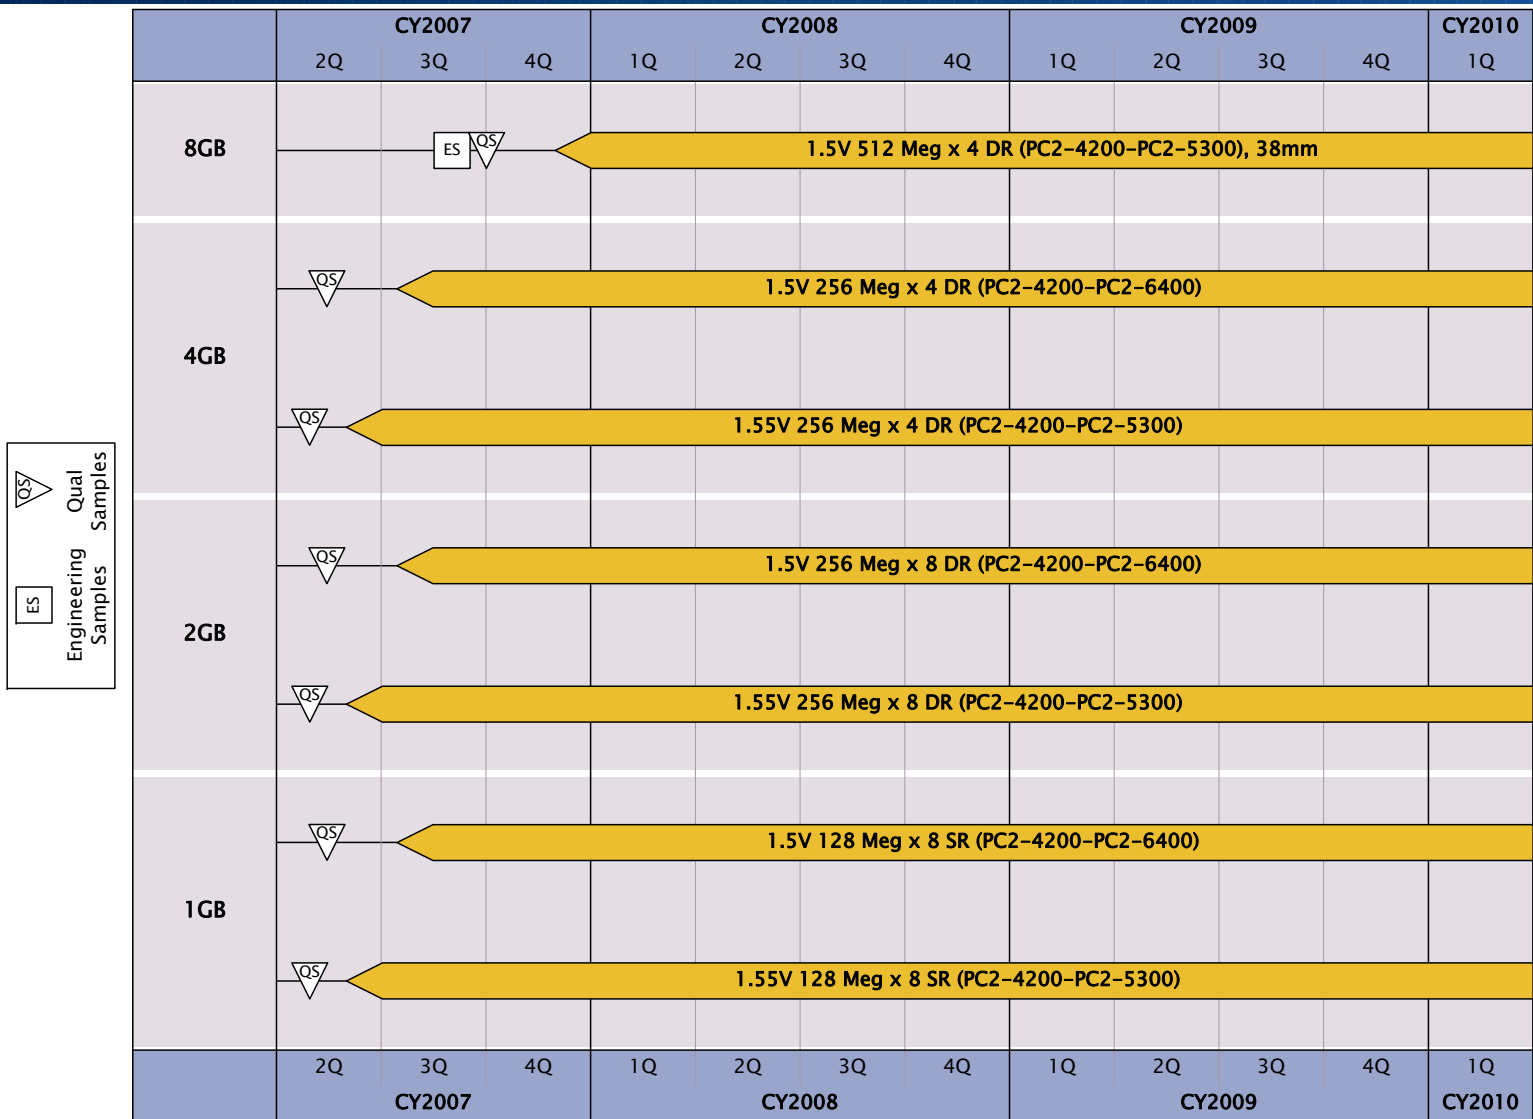 CY2007 CY2008 CY2009 CY2010
2Q 3Q 4Q 1Q 2Q 3Q 4Q 1Q 2Q 3Q 4Q 1Q
8GB
ES QS
1.5V 512 Meg x 4 DR (PC2-4200-PC2-5300), 38mm
4GB
QS
1.5V 256 Meg x 4 DR (PC2-4200-PC2-6400)
QS
1.55V 256 Meg x 4 DR (PC2-4200-PC2-5300)
2GB
QS
1.5V 256 Meg x 8 DR (PC2-4200-PC2-6400)
QS
1.55V 256 Meg x 8 DR (PC2-4200-PC2-5300)
1GB
QS
1.5V 128 Meg x 8 SR (PC2-4200-PC2-6400)
QS
1.55V 128 Meg x 8 SR (PC2-4200-PC2-5300)
2Q 3Q 4Q 1Q 2Q 3Q 4Q 1Q 2Q 3Q 4Q 1Q
CY2007 CY2008 CY2009 CY2010
ES
Engineering
Samples
QS
Qual
Samples